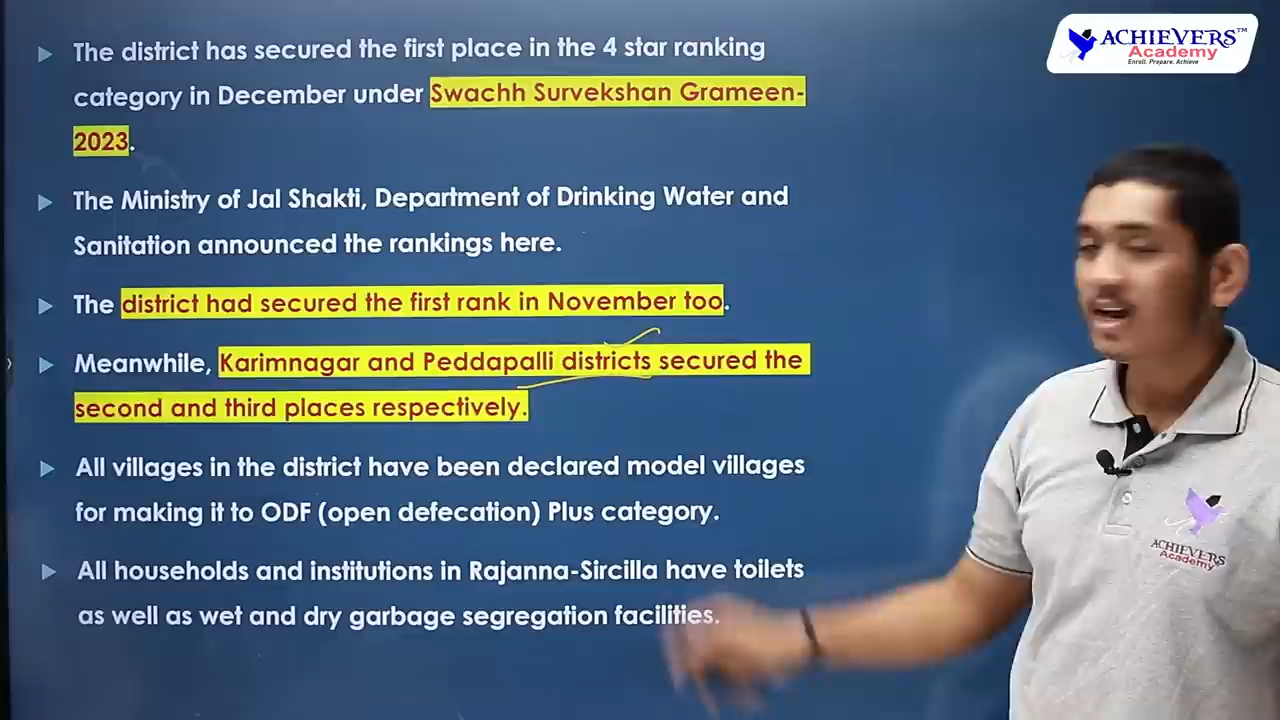 The district has secured the first place in the 4 star ranking
category in December under Swachh Survekshan Grameen-
2023.
The Ministry of Jal Shakti, Department of Drinking Water and
Sanitation announced the rankings here.
The district had secured the first rank in November too.
Meanwhile, Karimnagar and Peddapalli districts secured the
second and third places respectively.
All villages in the district have been declared model villages
for making it to ODF (open defecation) Plus category.
All households and institutions in Rajanna-Sircilla have toilets
as well as wet and dry garbage segregation facilities.
ACHIEVERS™
Academy
Enroll. Prepare. Achieve
ACHIEVERS
Academy